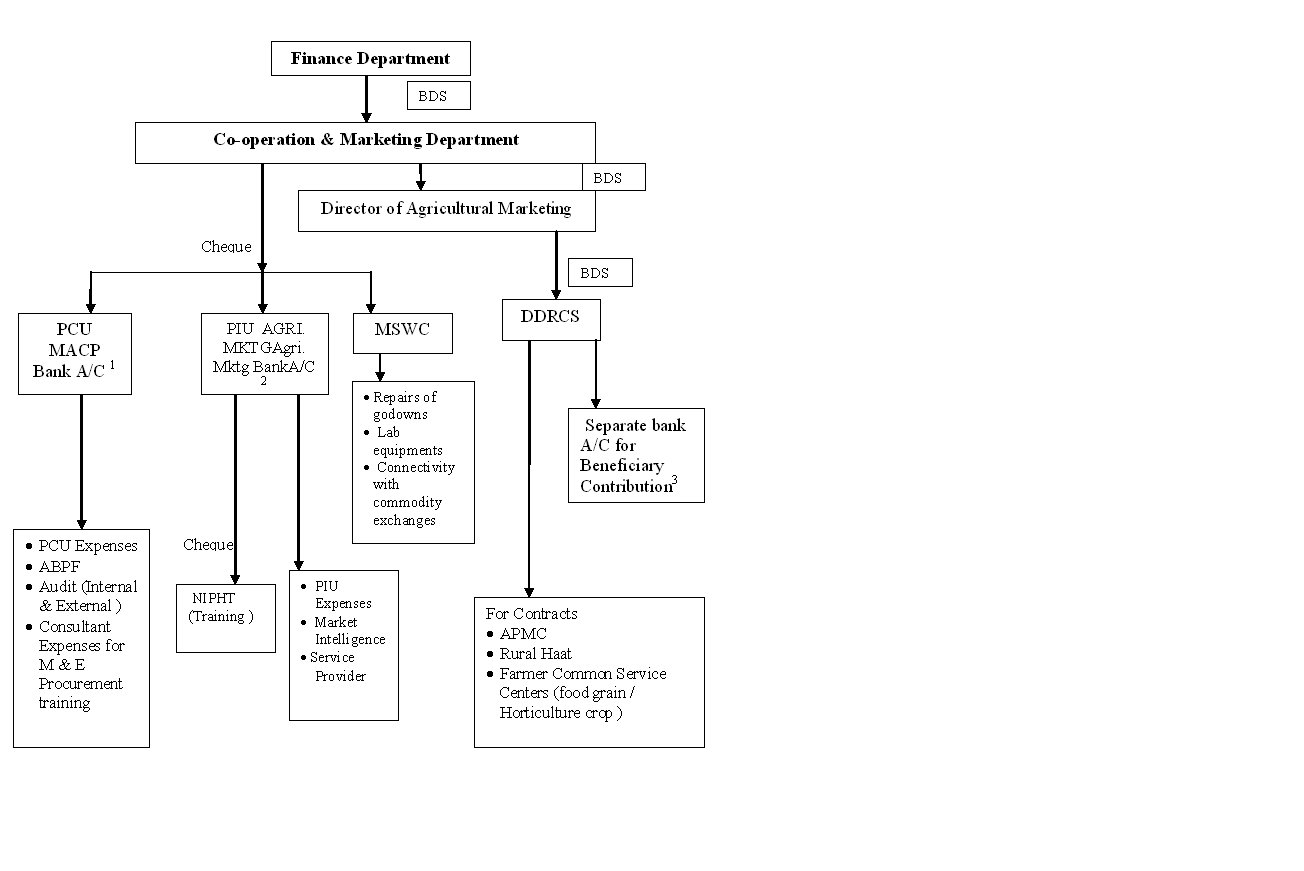 Finance Department
BDS
Co-operation & Marketing Department
BDS
Director of Agricultural Marketing
Cheque
BDS
PCU
MACP
Bank A/C 1
PIU AGRI.
MKTGAgri.
Mktg BankA/C
2
MSWC
DDRCS
• Repairs of
godowns
• Lab
equipments
• Connectivity
with
commodity
exchanges
Separate bank
A/C for
Beneficiary
Contribution3
Cheque
• PCU Expenses
• ABPF
• Audit (Internal
& External )
• Consultant
Expenses for
M & E
Procurement
training
NIPHT
(Training )
• PIU
Expenses
• Market
Intelligence
• Service
Provider
For Contracts
• APMC
• Rural Haat
• Farmer Common Service
Centers (food grain /
Horticulture crop )